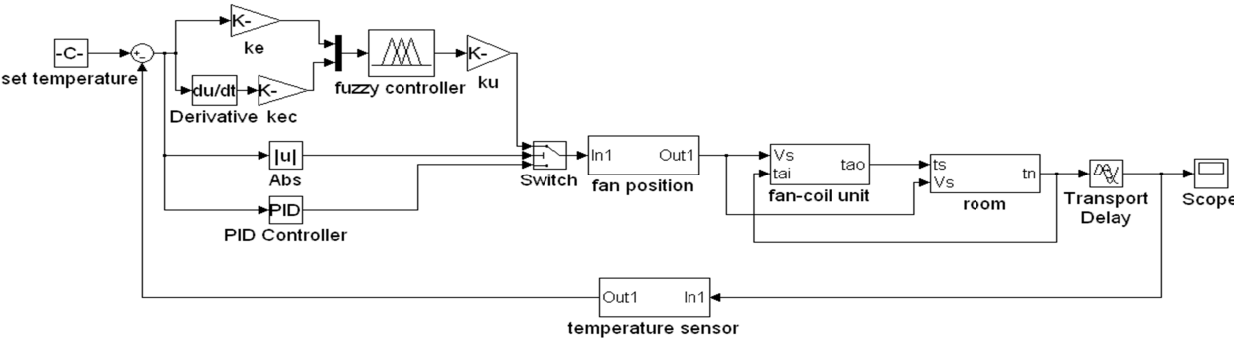 K-
ke
-C-
+
-
set temperature
du/dt
Derivative
K-
kec
fuzzy controller
K-
ku
|u|
Abs
PID
PID Controller
Switch
In1 Out1
fan position
Vs
tai
tao
fan-coil unit
ts
Vs
tn
room
Transport
Delay
Scope
Out1 In1
temperature sensor